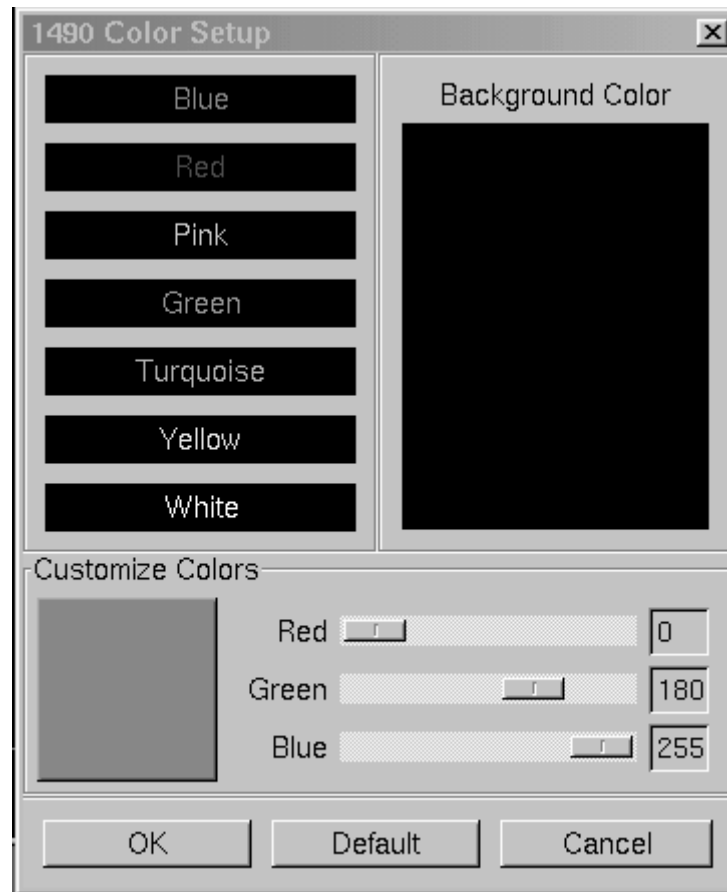 1490 Color Setup
Blue
Red
Pink
Green
Turquoise
Yellow
White
Background Color
Customize Colors
Red 0
Green 180
Blue 255
OK Default Cancel